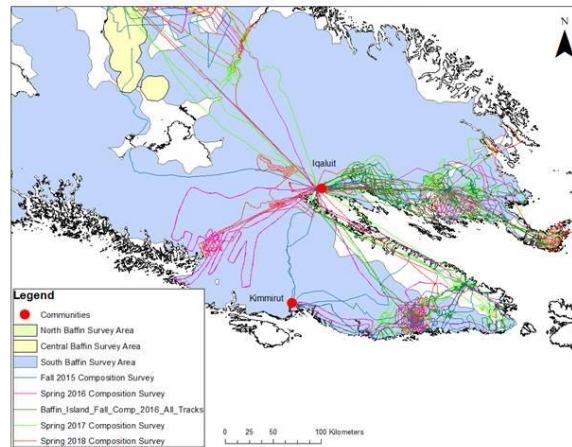 N
Iqaluit
Kimmirut
Legend
Communities
North Baffin Survey Area
Central Baffin Survey Area
South Baffin Survey Area
Fall 2015 Composition Survey
Spring 2016 Composition Survey
Baffin_Island_Fall_Comp_2016_All_Tracks
Spring 2017 Composition Survey
Spring 2018 Composition Survey
0 25 50 100 Kilometers